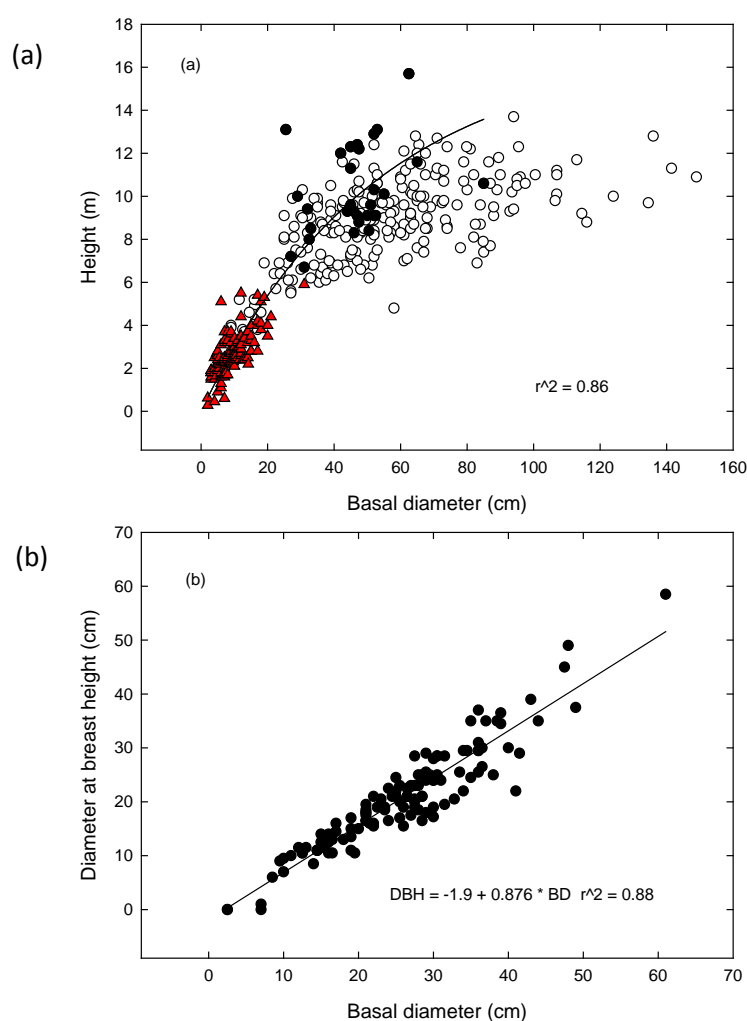 (a)
(a)
18
16
14
12
10
8
6
4
2
0
Height (m)
r^2 = 0.86
0 20 40 60 80 100 120 140 160
Basal diameter (cm)
(b)
(b)
70
60
50
40
30
20
10
0
Diameter at breast height (cm)
DBH = -1.9 + 0.876 * BD r^2 = 0.88
0 10 20 30 40 50 60 70
Basal diameter (cm)